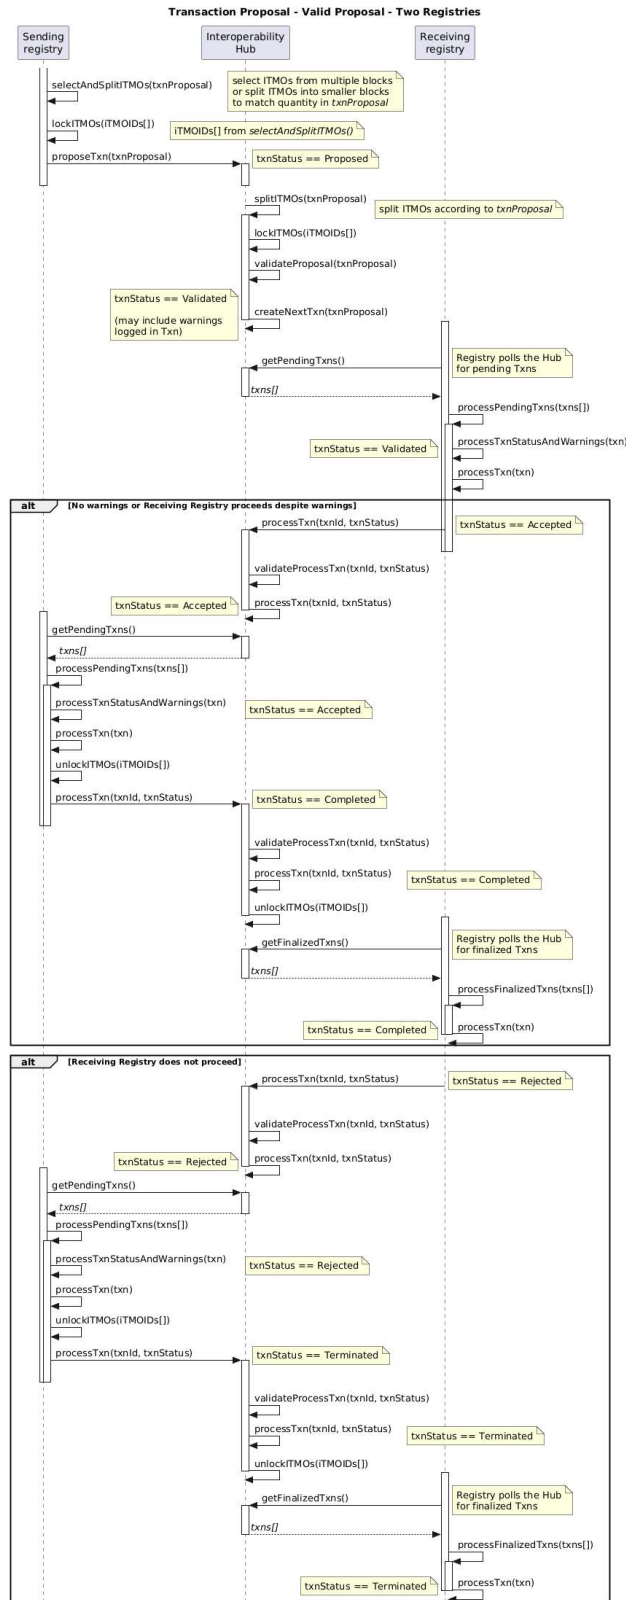 Transaction Proposal - Valid Proposal - Two Registries
Sending
registry
Interoperability
Hub
Receiving
registry
selectAndSplitITMOs(txnProposal)
select ITMOs from multiple blocks
or split ITMOs into smaller blocks
to match quantity in txnProposal
lockITMOs(iTMOIDs[])
iTMOIDs[] from selectAndSplitITMOs()
proposeTxn(txnProposal)
txnStatus == Proposed
splitITMOs(txnProposal)
split ITMOs according to txnProposal
lockITMOs(iTMOIDs[])
validateProposal(txnProposal)
txnStatus == Validated
(may include warnings
logged in Txn)
createNextTxn(txnProposal)
getPendingTxns()
Registry polls the Hub
for pending Txns
txns[]
processPendingTxns(txns[])
processTxnStatusAndWarnings(txn)
txnStatus == Validated
processTxn(txn)
alt
[No warnings or Receiving Registry proceeds despite warnings]
processTxn(txnId, txnStatus)
txnStatus == Accepted
validateProcessTxn(txnId, txnStatus)
processTxn(txnId, txnStatus)
txnStatus == Accepted
getPendingTxns()
txns[]
processPendingTxns(txns[])
processTxnStatusAndWarnings(txn)
txnStatus == Accepted
processTxn(txn)
unlockITMOs(iTMOIDs[])
processTxn(txnId, txnStatus)
txnStatus == Completed
validateProcessTxn(txnId, txnStatus)
processTxn(txnId, txnStatus)
txnStatus == Completed
unlockITMOs(iTMOIDs[])
getFinalizedTxns()
Registry polls the Hub
for finalized Txns
txns[]
processFinalizedTxns(txns[])
txnStatus == Completed
processTxn(txn)
alt
[Receiving Registry does not proceed]
processTxn(txnId, txnStatus)
txnStatus == Rejected
validateProcessTxn(txnId, txnStatus)
processTxn(txnId, txnStatus)
txnStatus == Rejected
getPendingTxns()
txns[]
processPendingTxns(txns[])
processTxnStatusAndWarnings(txn)
txnStatus == Rejected
processTxn(txn)
unlockITMOs(iTMOIDs[])
processTxn(txnId, txnStatus)
txnStatus == Terminated
validateProcessTxn(txnId, txnStatus)
processTxn(txnId, txnStatus)
txnStatus == Terminated
unlockITMOs(iTMOIDs[])
getFinalizedTxns()
Registry polls the Hub
for finalized Txns
txns[]
processFinalizedTxns(txns[])
txnStatus == Terminated
processTxn(txn)